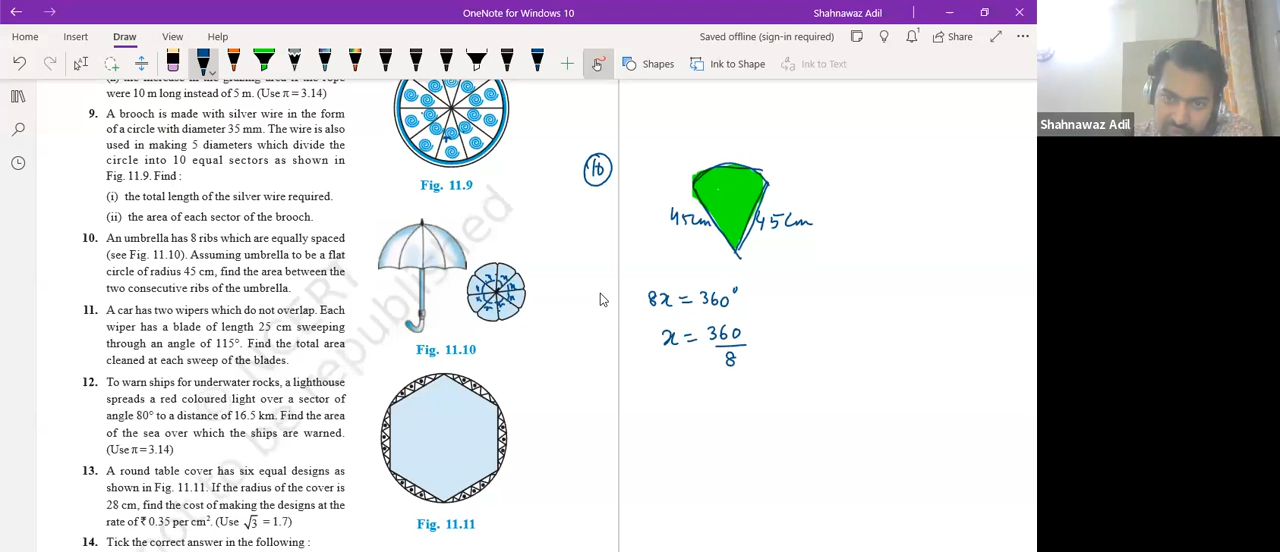 OneNote for Windows 10
Shahnawaz Adil
Home Insert Draw View Help
Saved offline (sign-in required)
Share
Shapes
Ink to Shape
Ink to Text
were 10 m long instead of 5 m. (Use π = 3.14)
9. A brooch is made with silver wire in the form
of a circle with diameter 35 mm. The wire is also
used in making 5 diameters which divide the
circle into 10 equal sectors as shown in
Fig. 11.9. Find :
(i) the total length of the silver wire required.
(ii) the area of each sector of the brooch.
Fig. 11.9
10. An umbrella has 8 ribs which are equally spaced
(see Fig. 11.10). Assuming umbrella to be a flat
circle of radius 45 cm, find the area between the
two consecutive ribs of the umbrella.
11. A car has two wipers which do not overlap. Each
wiper has a blade of length 25 cm sweeping
through an angle of 115°. Find the total area
cleaned at each sweep of the blades.
Fig. 11.10
12. To warn ships for underwater rocks, a lighthouse
spreads a red coloured light over a sector of
angle 80° to a distance of 16.5 km. Find the area
of the sea over which the ships are warned.
(Use π = 3.14)
13. A round table cover has six equal designs as
shown in Fig. 11.11. If the radius of the cover is
28 cm, find the cost of making the designs at the
rate of ₹ 0.35 per cm². (Use √3 = 1.7)
Fig. 11.11
14. Tick the correct answer in the following :
10
45cm 45cm
8x = 360°
x = 360
8
Shahnawaz Adil